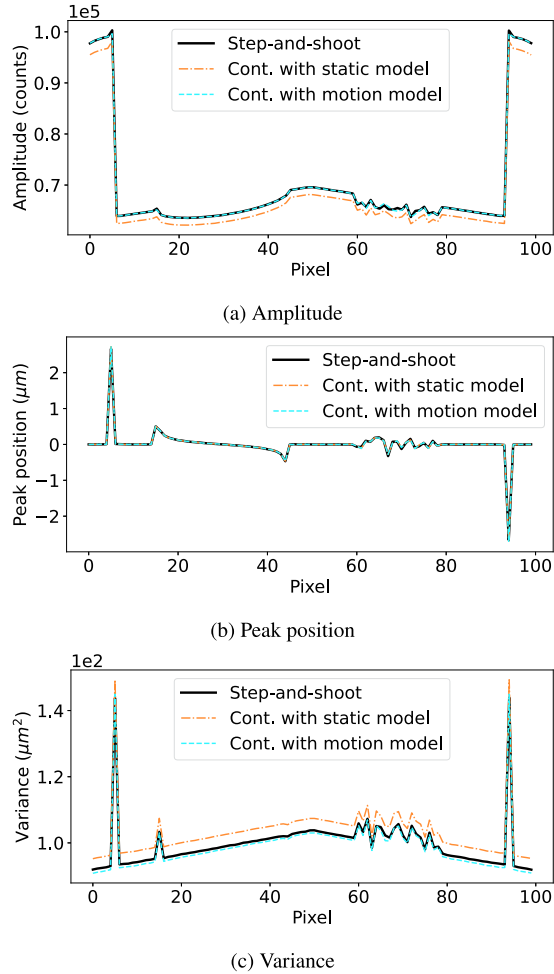 1e5
1.0
0.9
0.8
0.7
Amplitude (counts)
Step-and-shoot
Cont. with static model
Cont. with motion model
0 20 40 60 80 100
Pixel
(a) Amplitude
2
1
0
−1
−2
Peak position (μm)
Step-and-shoot
Cont. with static model
Cont. with motion model
0 20 40 60 80 100
Pixel
(b) Peak position
1e2
1.4
1.2
1.0
Variance (μm²)
Step-and-shoot
Cont. with static model
Cont. with motion model
0 20 40 60 80 100
Pixel
(c) Variance